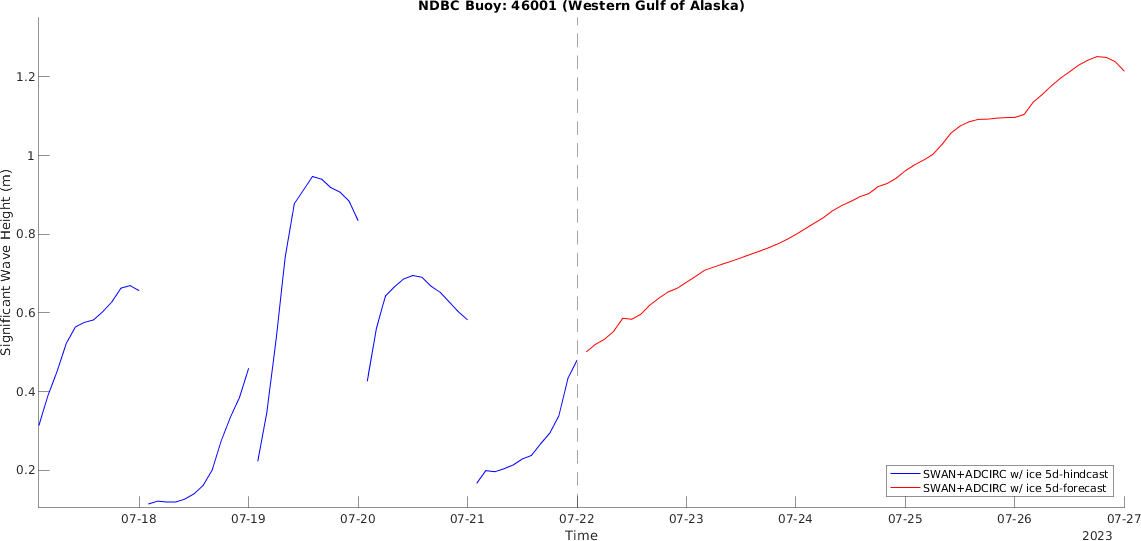 NDBC Buoy: 46001 (Western Gulf of Alaska)
Significant Wave Height (m)
1.2
1
0.8
0.6
0.4
0.2
SWAN+ADCIRC w/ ice 5d-hindcast
SWAN+ADCIRC w/ ice 5d-forecast
07-18 07-19 07-20 07-21 07-22 07-23 07-24 07-25 07-26 07-27
Time
2023